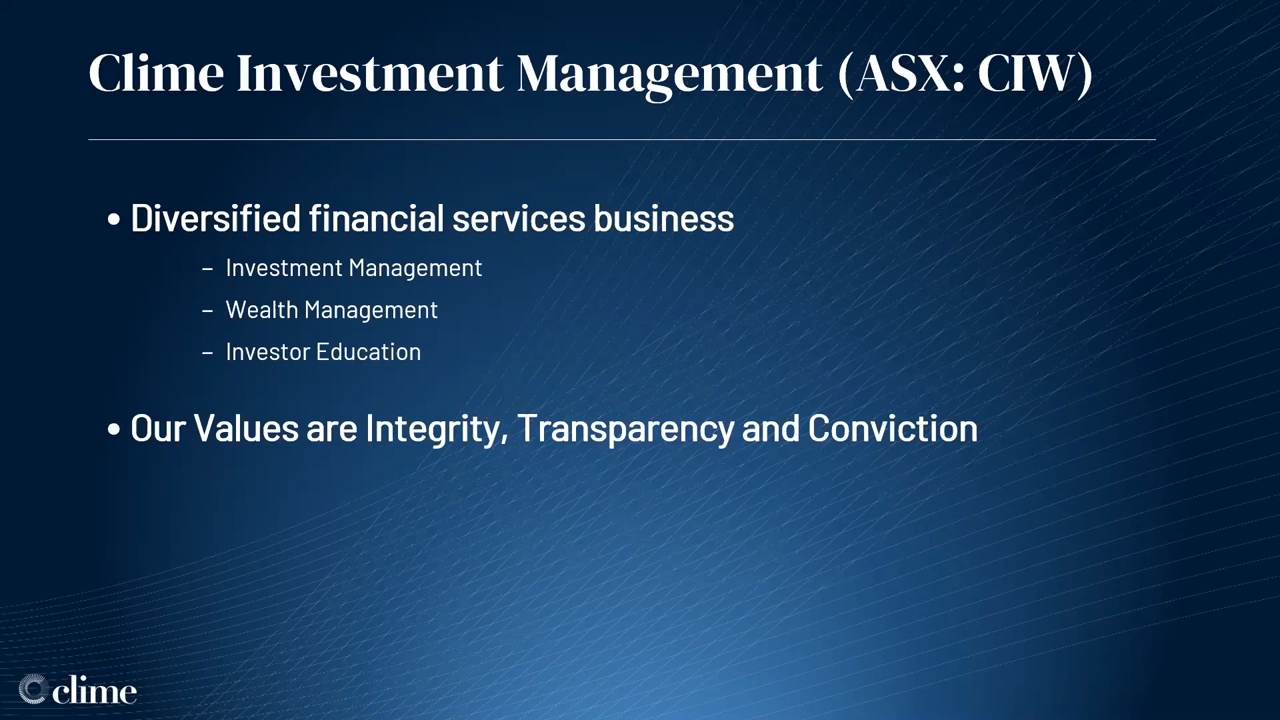 Clime Investment Management (ASX: CIW)
• Diversified financial services business
– Investment Management
– Wealth Management
– Investor Education
• Our Values are Integrity, Transparency and Conviction
clime